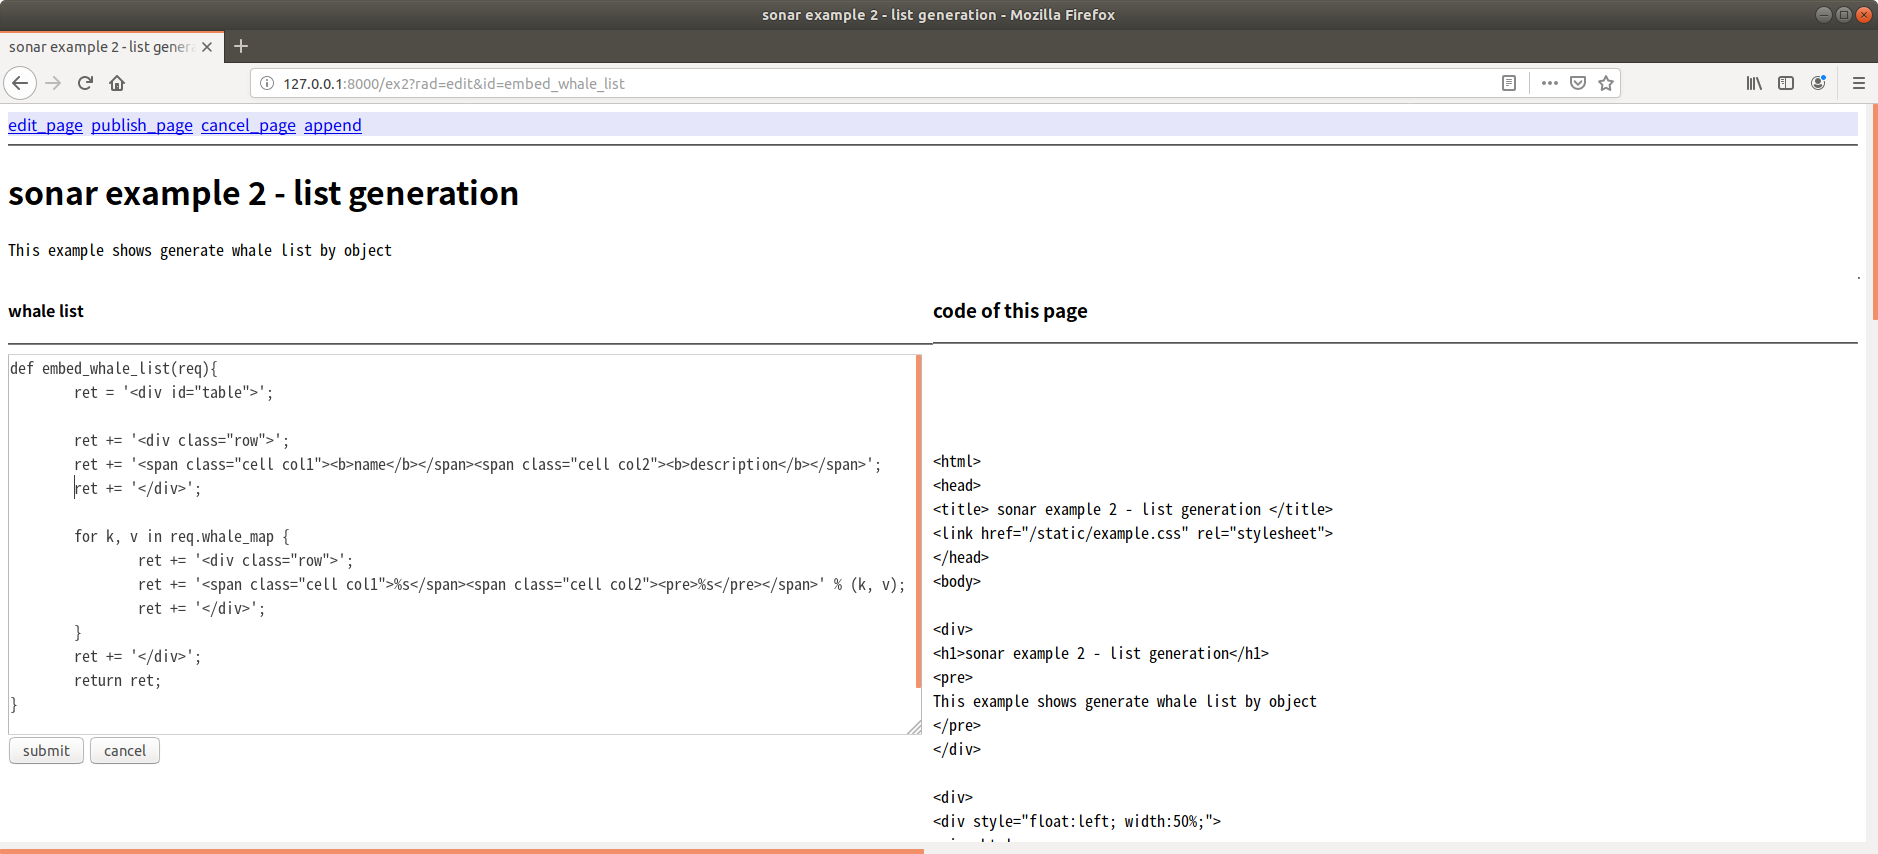 sonar example 2 - list generation - Mozilla Firefox
sonar example 2 - list gener
127.0.0.1:8000/ex2?rad=edit&id=embed_whale_list
edit_page publish_page cancel_page append
sonar example 2 - list generation
This example shows generate whale list by object
whale list
def embed_whale_list(req){
ret = '<div id="table">';
ret += '<div class="row">';
ret += '<span class="cell col1"><b>name</b></span><span class="cell col2"><b>description</b></span>';
ret += '</div>';
for k, v in req.whale_map {
ret += '<div class="row">';
ret += '<span class="cell col1">%s</span><span class="cell col2"><pre>%s</pre></span>' % (k, v);
ret += '</div>';
}
ret += '</div>';
return ret;
}
submit cancel
code of this page
<html>
<head>
<title> sonar example 2 - list generation </title>
<link href="/static/example.css" rel="stylesheet">
</head>
<body>
<div>
<h1>sonar example 2 - list generation</h1>
<pre>
This example shows generate whale list by object
</pre>
</div>
<div>
<div style="float:left; width:50%;">